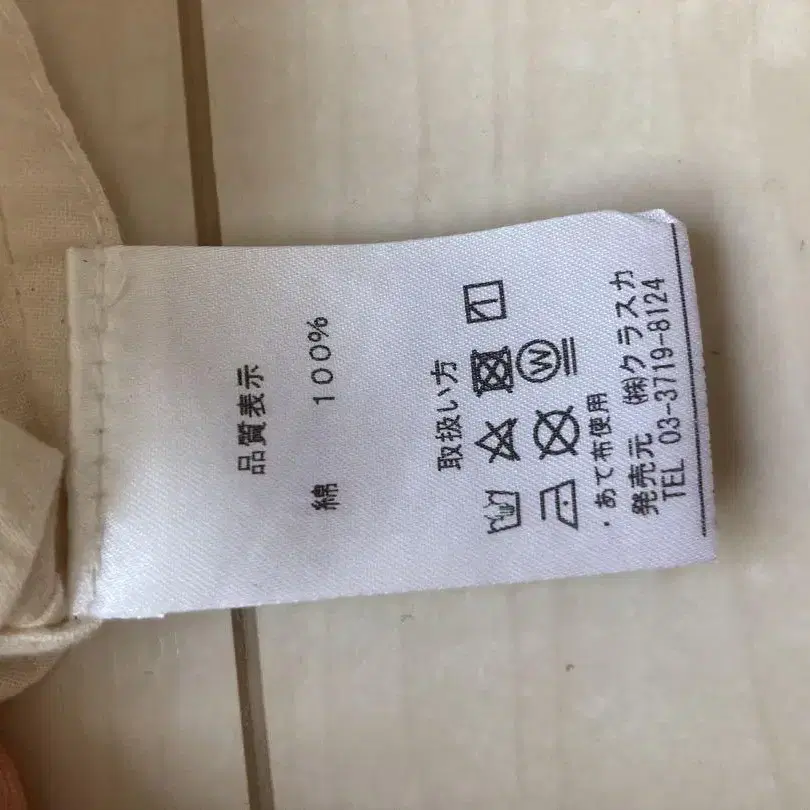 品質表示
綿 100%
取扱い方
W
・あて布使用
発売元 ㈱クラスカ
TEL 03-3719-8124